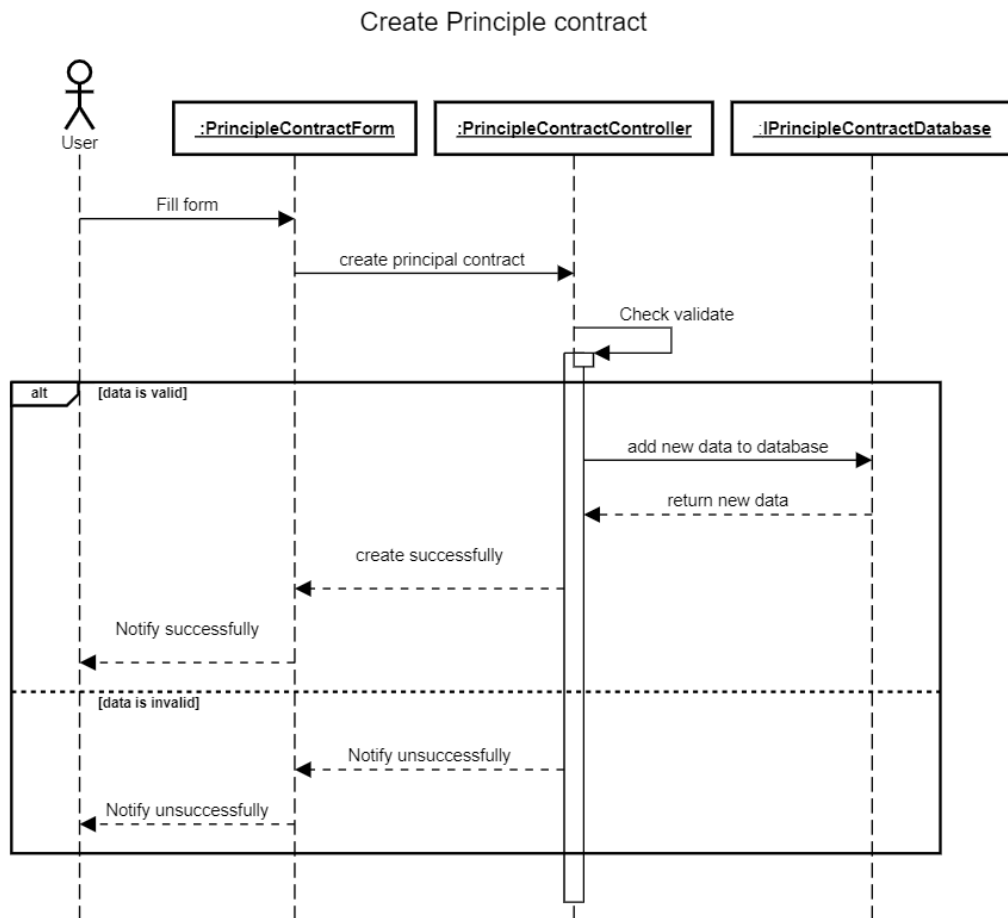 Create Principle contract
User
:PrincipleContractForm
:PrincipleContractController
:IPrincipleContractDatabase
Fill form
create principal contract
Check validate
alt
[data is valid]
add new data to database
return new data
create successfully
Notify successfully
[data is invalid]
Notify unsuccessfully
Notify unsuccessfully